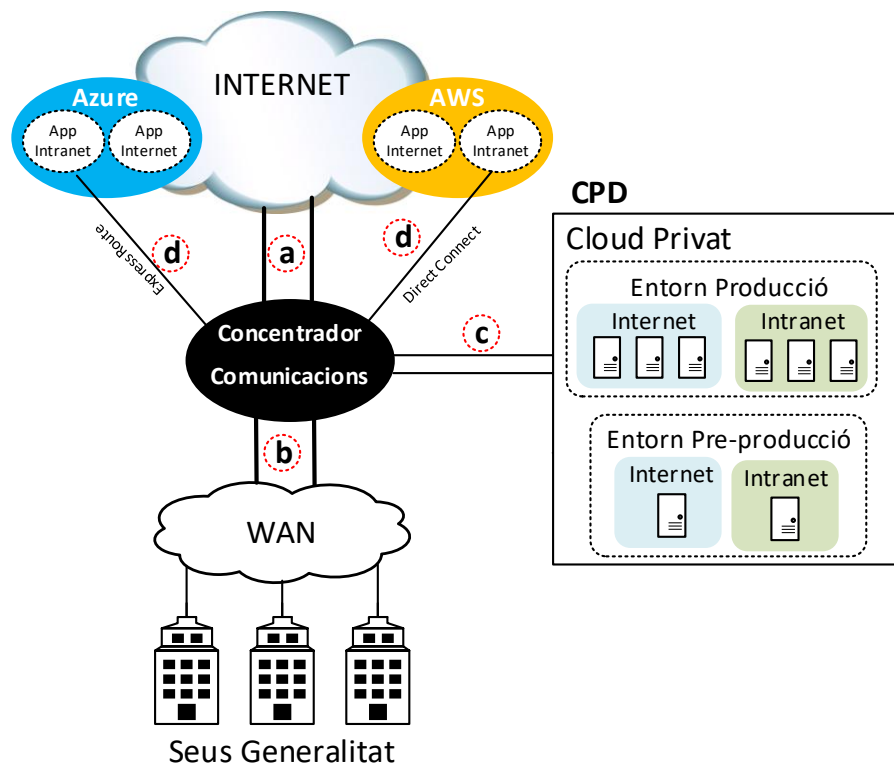 INTERNET
Azure
App
Intranet
App
Internet
AWS
App
Internet
App
Intranet
Express Route
d
a
d
Direct Connect
Concentrador
Comunicacions
c
b
WAN
Seus Generalitat
CPD
Cloud Privat
Entorn Producció
Internet
Intranet
Entorn Pre-producció
Internet
Intranet